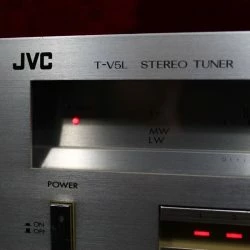 JVC T-V5L STEREO TUNER
MW
LW
POWER
ON
OFF